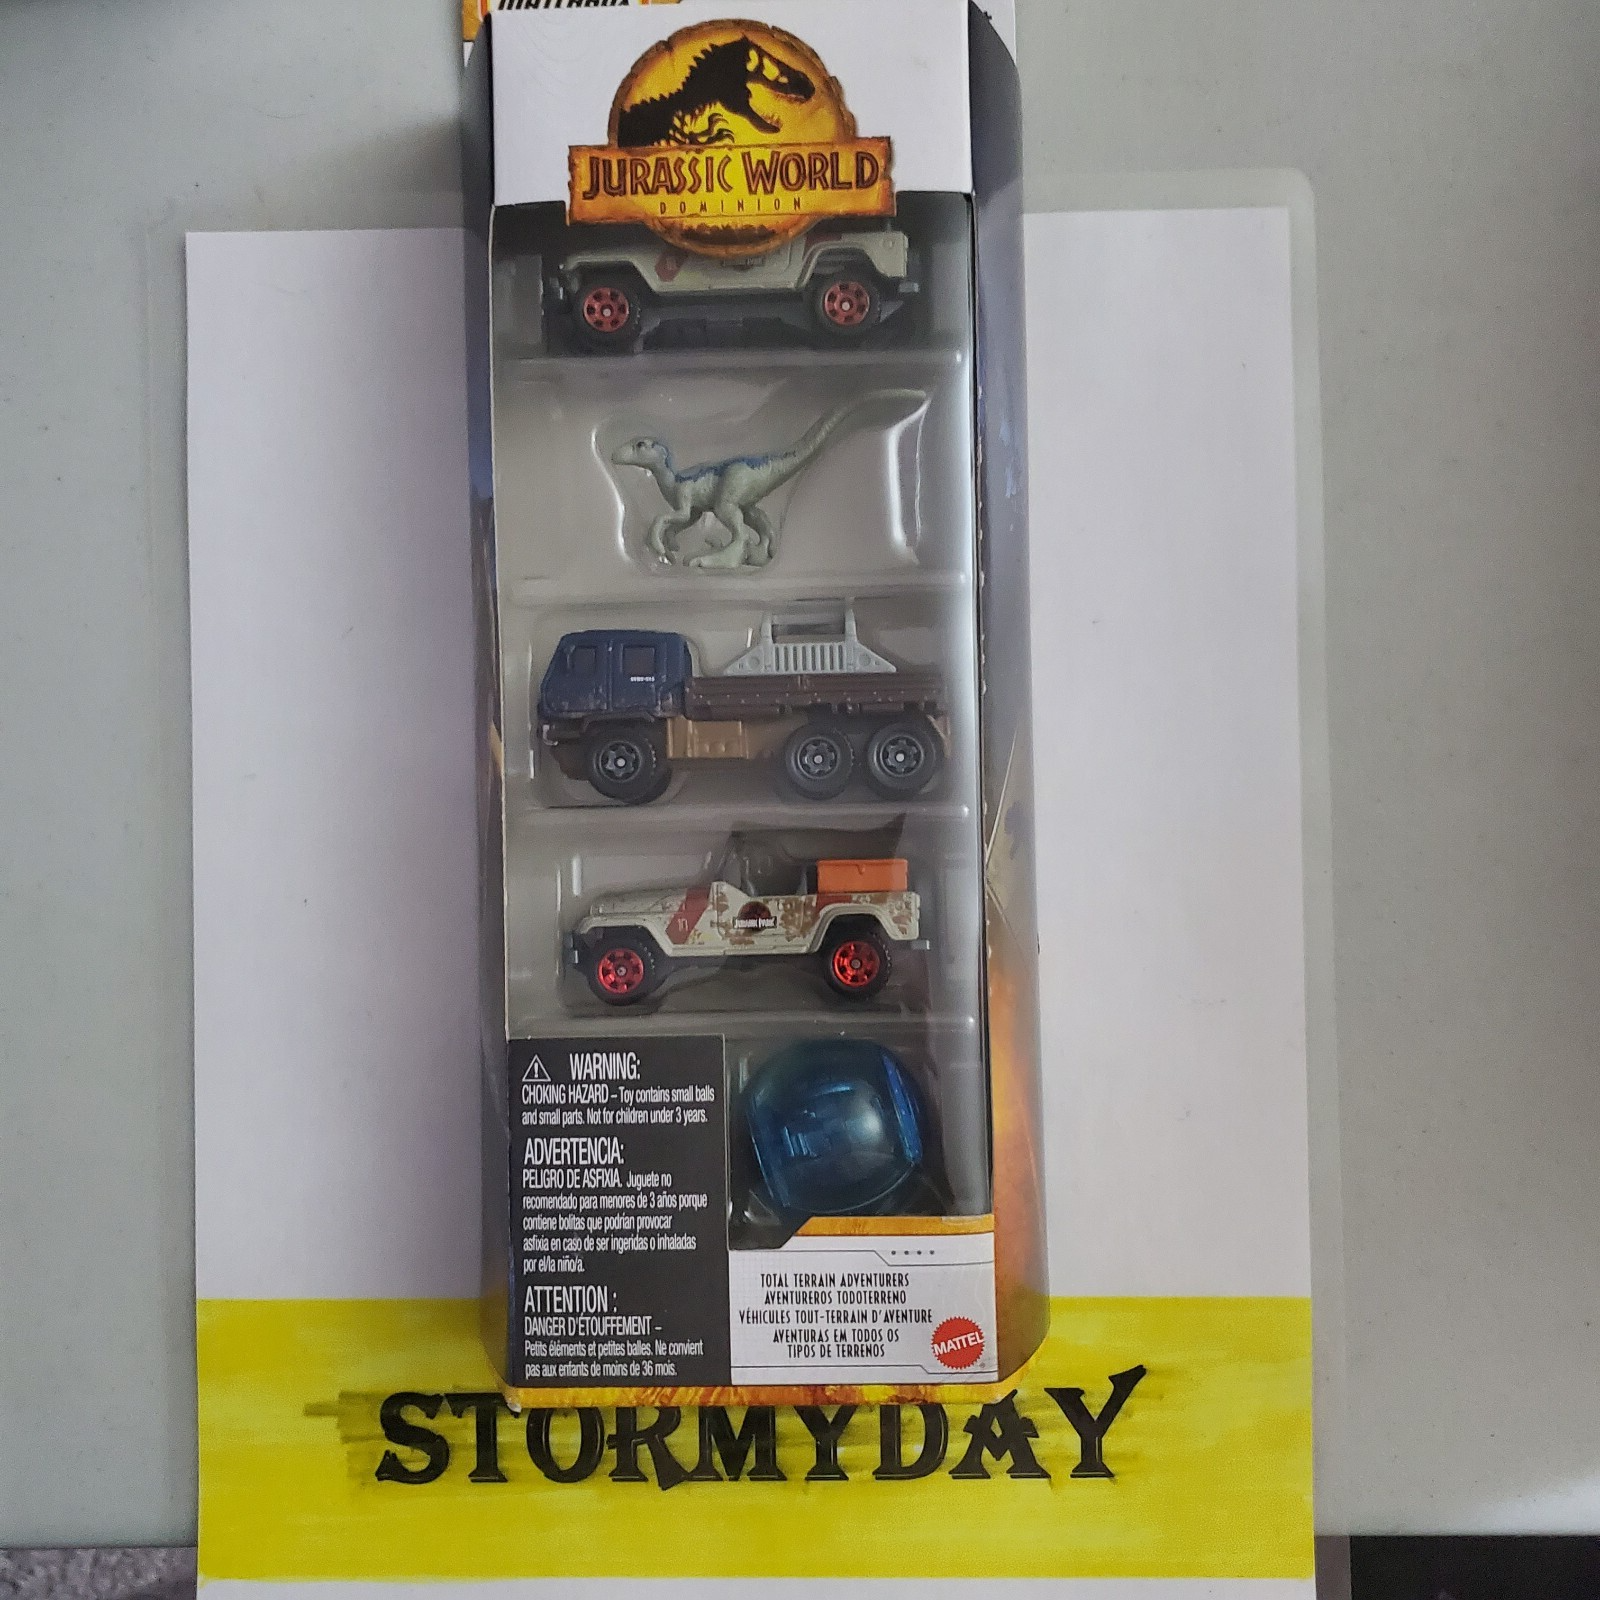 MATCHBOX
JURASSIC WORLD
DOMINION
JURASSIC PARK
WARNING:
CHOKING HAZARD – Toy contains small balls
and small parts. Not for children under 3 years.
ADVERTENCIA:
PELIGRO DE ASFIXIA. Juguete no
recomendado para menores de 3 años porque
contiene bolitas que podrían provocar
asfixia en caso de ser ingeridas o inhaladas
por el/la niño/a.
ATTENTION :
DANGER D'ÉTOUFFEMENT –
Petits éléments et petites balles. Ne convient
pas aux enfants de moins de 36 mois.
TOTAL TERRAIN ADVENTURERS
AVENTUREROS TODOTERRENO
VÉHICULES TOUT-TERRAIN D'AVENTURE
AVENTURAS EM TODOS OS
TIPOS DE TERRENOS
MATTEL
STORMYDAY